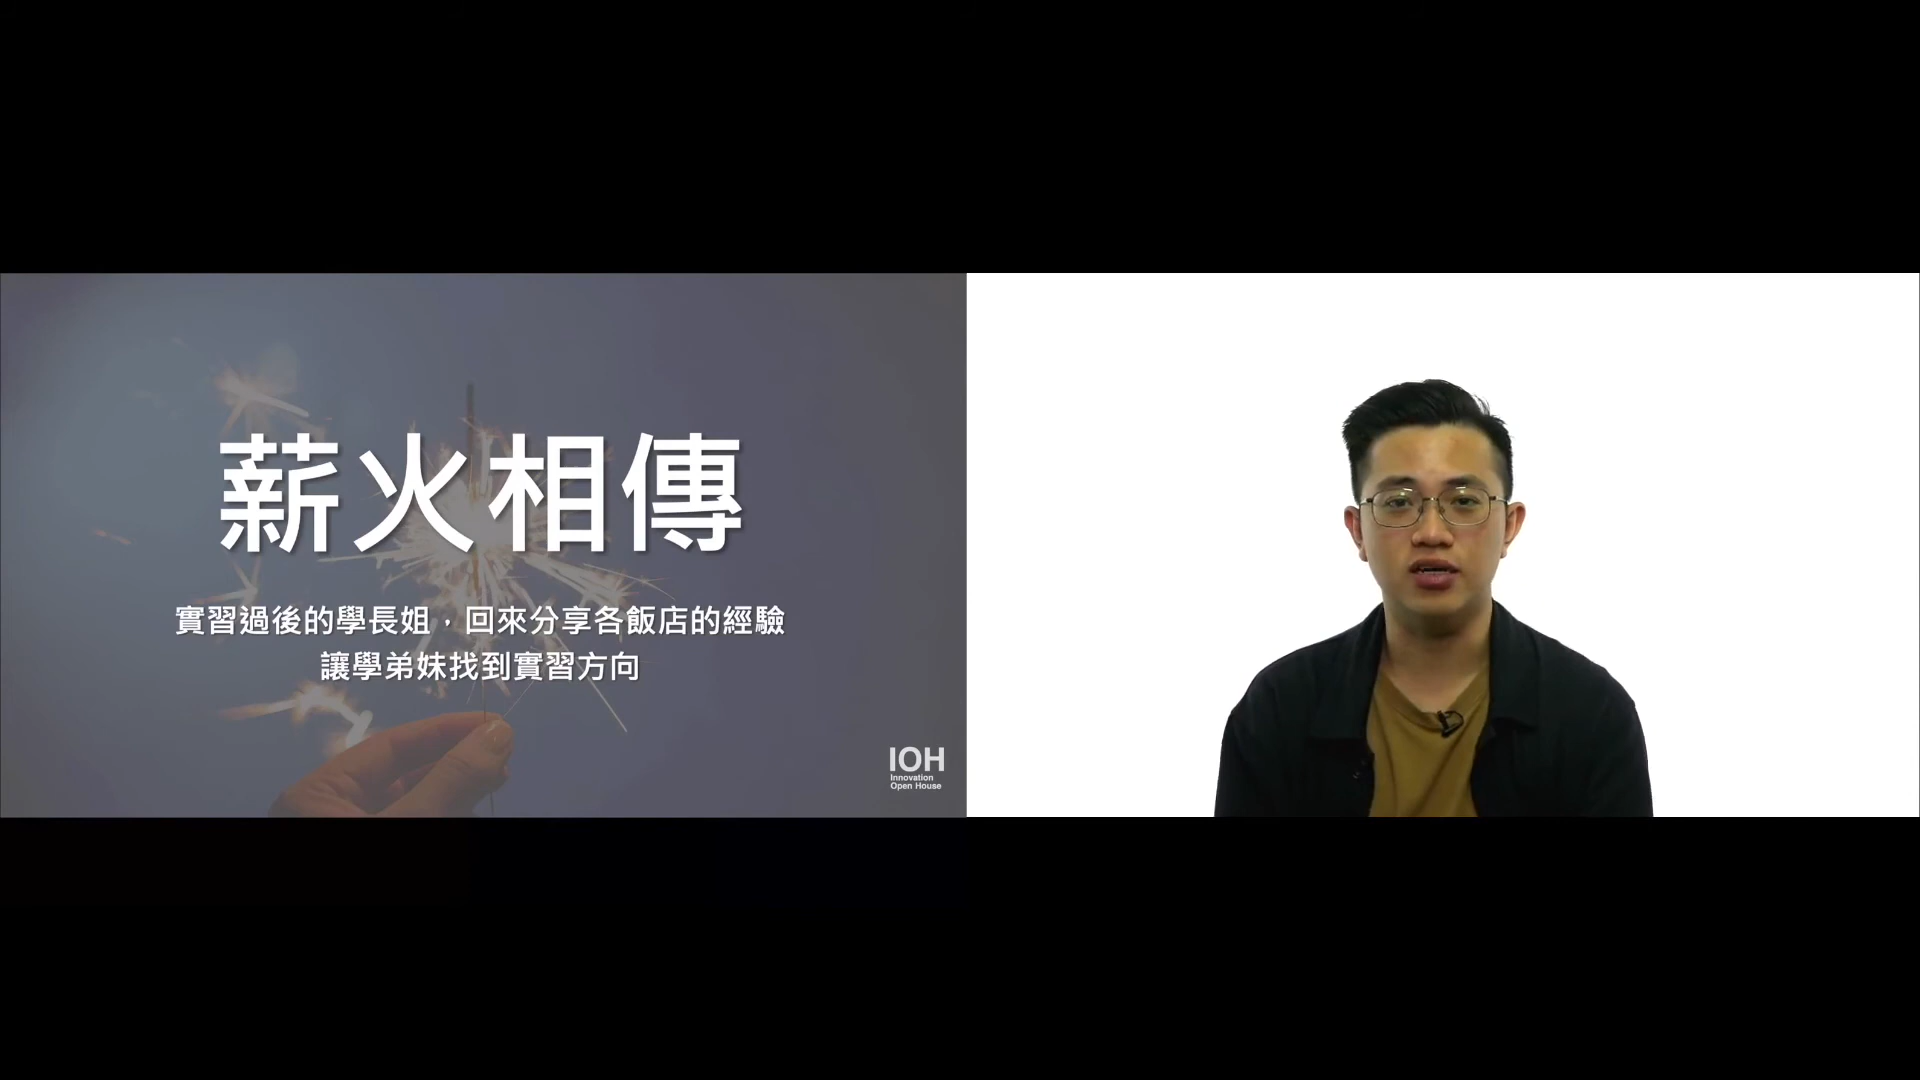 薪火相傳
實習過後的學長姐，回來分享各飯店的經驗
讓學弟妹找到實習方向
IOH
Innovation
Open House